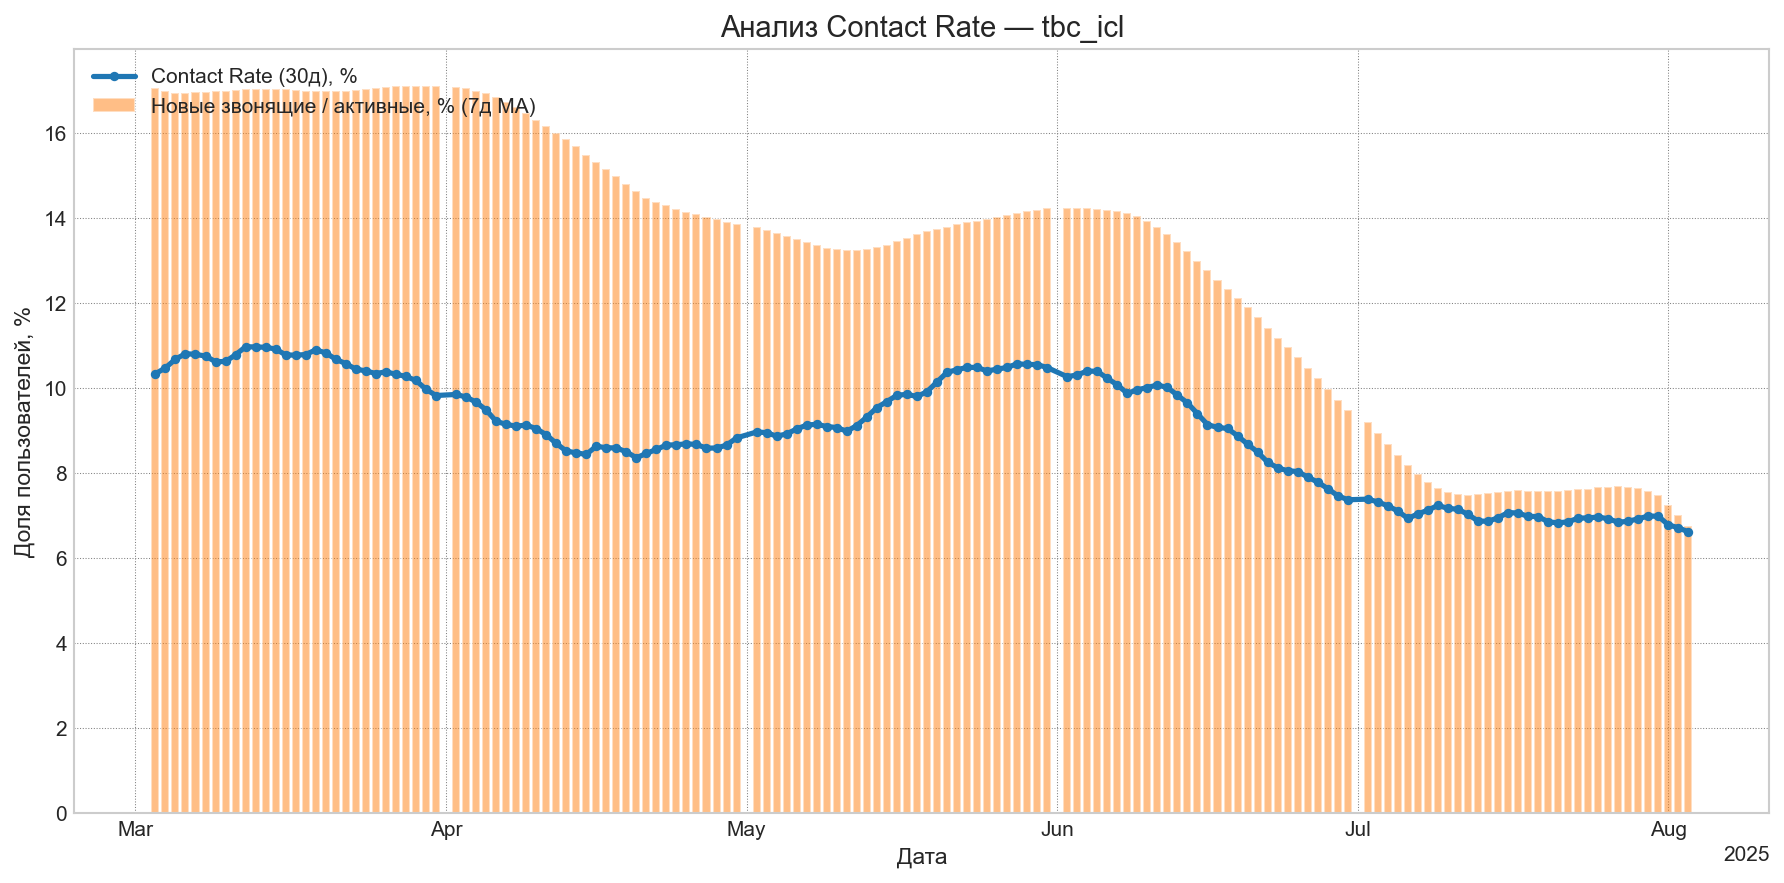 Анализ Contact Rate — tbc_icl
Contact Rate (30д), %
Новые звонящие / активные, % (7д MA)
Доля пользователей, %
16
14
12
10
8
6
4
2
0
Mar Apr May Jun Jul Aug
Дата
2025